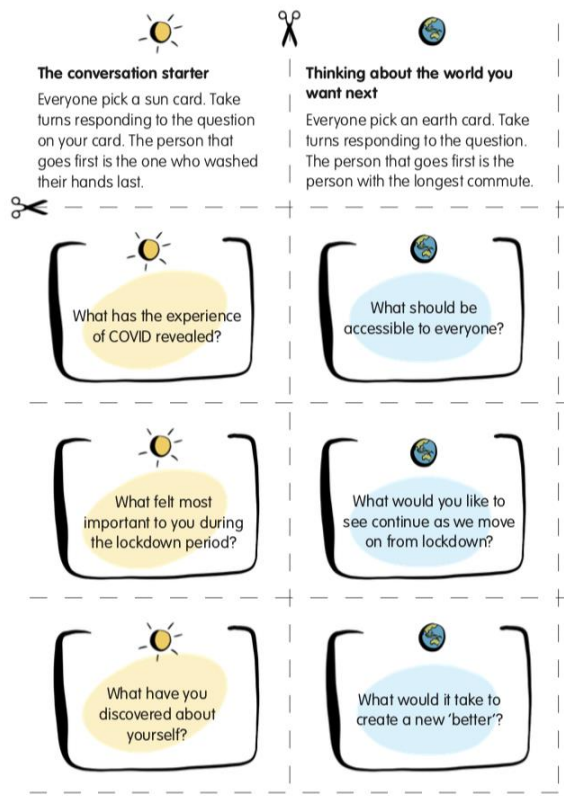 The conversation starter
Everyone pick a sun card. Take
turns responding to the question
on your card. The person that
goes first is the one who washed
their hands last.
Thinking about the world you
want next
Everyone pick an earth card. Take
turns responding to the question.
The person that goes first is the
person with the longest commute.
What has the experience
of COVID revealed?
What should be
accessible to everyone?
What felt most
important to you during
the lockdown period?
What would you like to
see continue as we move
on from lockdown?
What have you
discovered about
yourself?
What would it take to
create a new ‘better’?